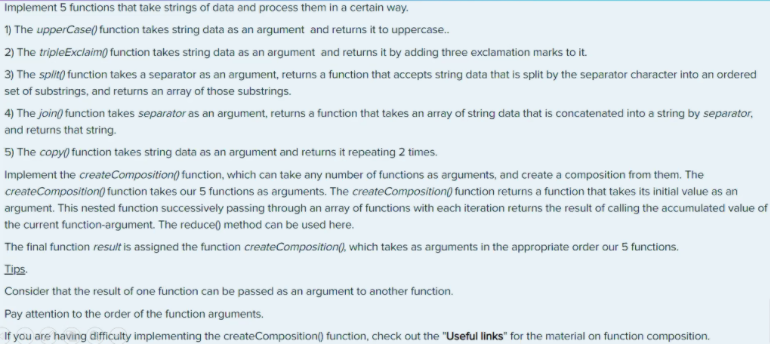 Implement 5 functions that take strings of data and process them in a certain way.
1) The upperCase() function takes string data as an argument and returns it to uppercase..
2) The tripleExclaim() function takes string data as an argument and returns it by adding three exclamation marks to it.
3) The split() function takes a separator as an argument, returns a function that accepts string data that is split by the separator character into an ordered
set of substrings, and returns an array of those substrings.
4) The join() function takes separator as an argument, returns a function that takes an array of string data that is concatenated into a string by separator,
and returns that string.
5) The copy() function takes string data as an argument and returns it repeating 2 times.
Implement the createComposition() function, which can take any number of functions as arguments, and create a composition from them. The
createComposition() function takes our 5 functions as arguments. The createComposition() function returns a function that takes its initial value as an
argument. This nested function successively passing through an array of functions with each iteration returns the result of calling the accumulated value of
the current function-argument. The reduce() method can be used here.
The final function result is assigned the function createComposition(), which takes as arguments in the appropriate order our 5 functions.
Tips.
Consider that the result of one function can be passed as an argument to another function.
Pay attention to the order of the function arguments.
If you are having difficulty implementing the createComposition() function, check out the "Useful links" for the material on function composition.